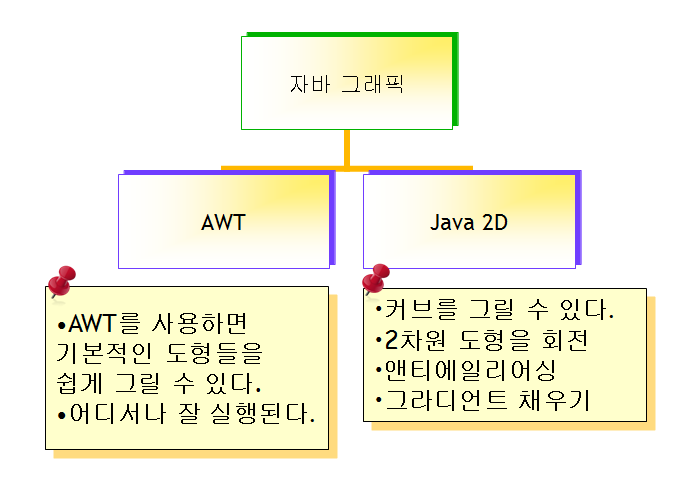 자바 그래픽
AWT
Java 2D
•AWT를 사용하면
기본적인 도형들을
쉽게 그릴 수 있다.
•어디서나 잘 실행된다.
•커브를 그릴 수 있다.
•2차원 도형을 회전
•앤티에일리어싱
•그라디언트 채우기